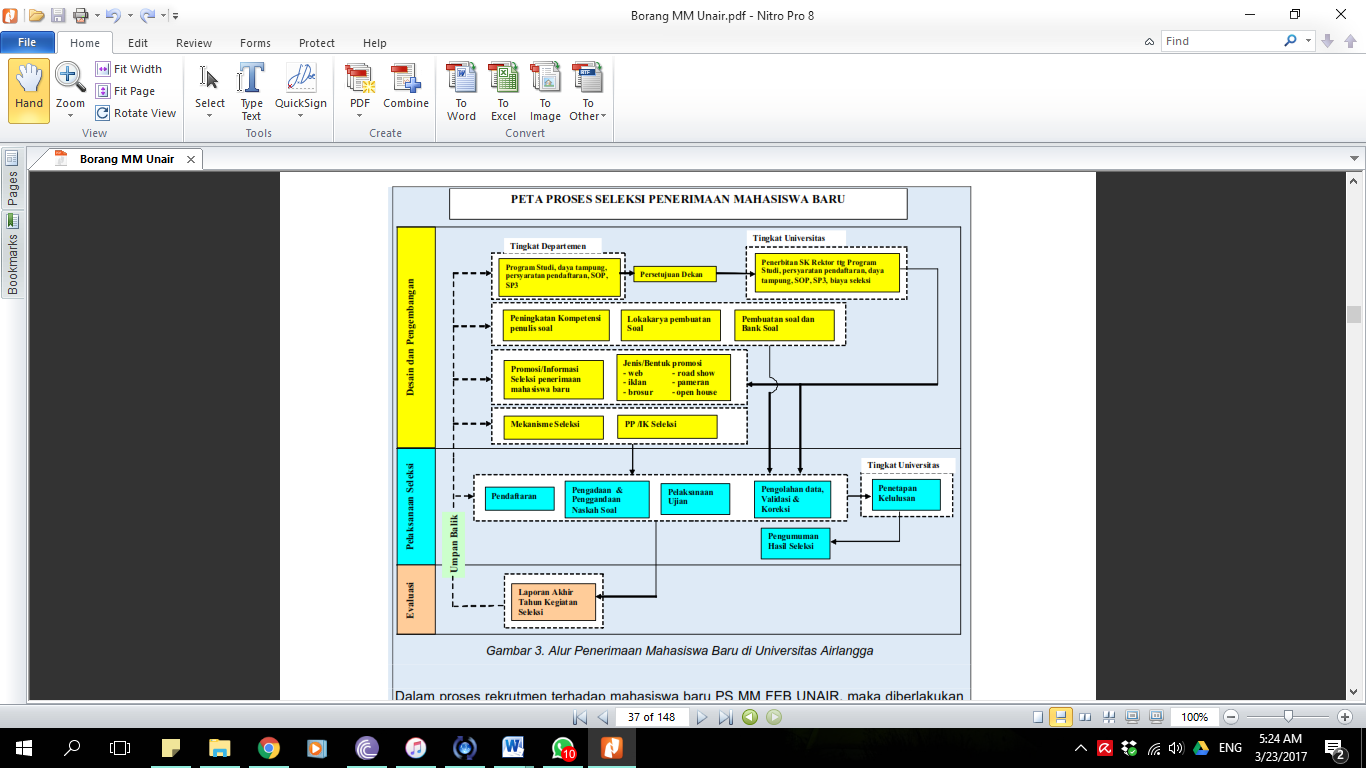 Borang MM Unair.pdf - Nitro Pro 8
File
Home
Edit
Review
Forms
Protect
Help
Find
Hand
Zoom
Fit Width
Fit Page
Rotate View
View
Select
Type
Text
QuickSign
Tools
PDF
Combine
Create
To
Word
To
Excel
To
Image
To
Other
Convert
Borang MM Unair
Pages
Bookmarks
PETA PROSES SELEKSI PENERIMAAN MAHASISWA BARU
Desain dan Pengembangan
Tingkat Departemen
Program Studi, daya tampung,
persyaratan pendaftaran, SOP,
SP3
Persetujuan Dekan
Tingkat Universitas
Penerbitan SK Rektor ttg Program
Studi, persyaratan pendaftaran, daya
tampung, SOP, SP3, biaya seleksi
Peningkatan Kompetensi
penulis soal
Lokakarya pembuatan
Soal
Pembuatan soal dan
Bank Soal
Promosi/Informasi
Seleksi penerimaan
mahasiswa baru
Jenis/Bentuk promosi
- web - road show
- iklan - pameran
- brosur - open house
Mekanisme Seleksi
PP /IK Seleksi
Pelaksanaan Seleksi
Pendaftaran
Pengadaan &
Penggandaan
Naskah Soal
Pelaksanaan
Ujian
Pengolahan data,
Validasi &
Koreksi
Tingkat Universitas
Penetapan
Kelulusan
Pengumuman
Hasil Seleksi
Umpan Balik
Evaluasi
Laporan Akhir
Tahun Kegiatan
Seleksi
Gambar 3. Alur Penerimaan Mahasiswa Baru di Universitas Airlangga
Dalam proses rekrutmen terhadap mahasiswa baru PS MM FEB UNAIR, maka diberlakukan
37 of 148
100%
10
ENG
5:24 AM
3/23/2017
2